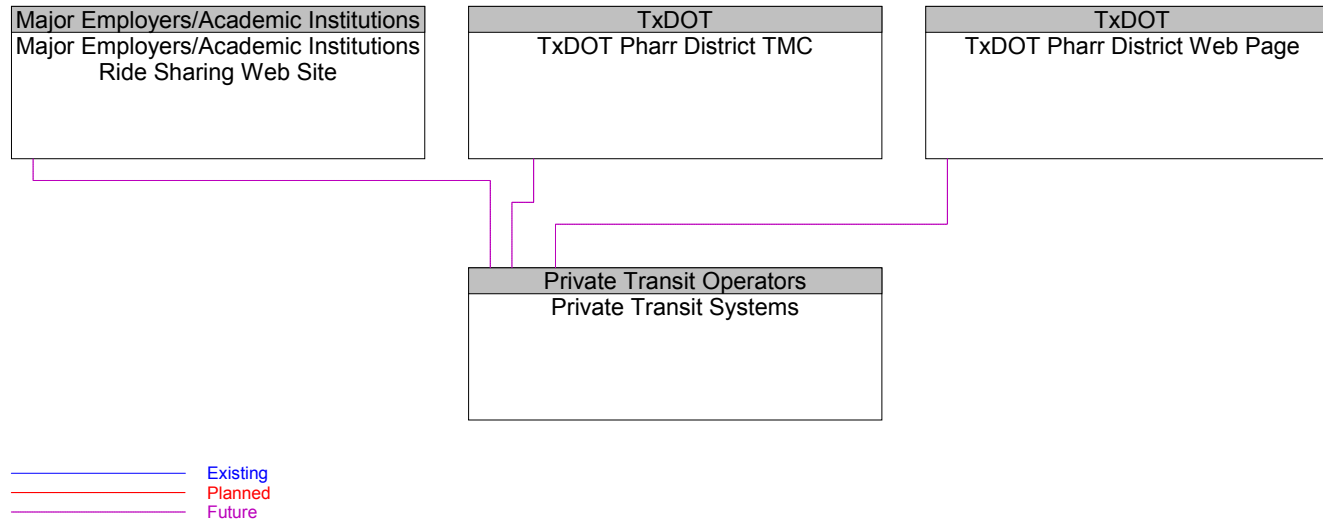 Major Employers/Academic Institutions
Major Employers/Academic Institutions
Ride Sharing Web Site
TxDOT
TxDOT Pharr District TMC
TxDOT
TxDOT Pharr District Web Page
Private Transit Operators
Private Transit Systems
Existing
Planned
Future